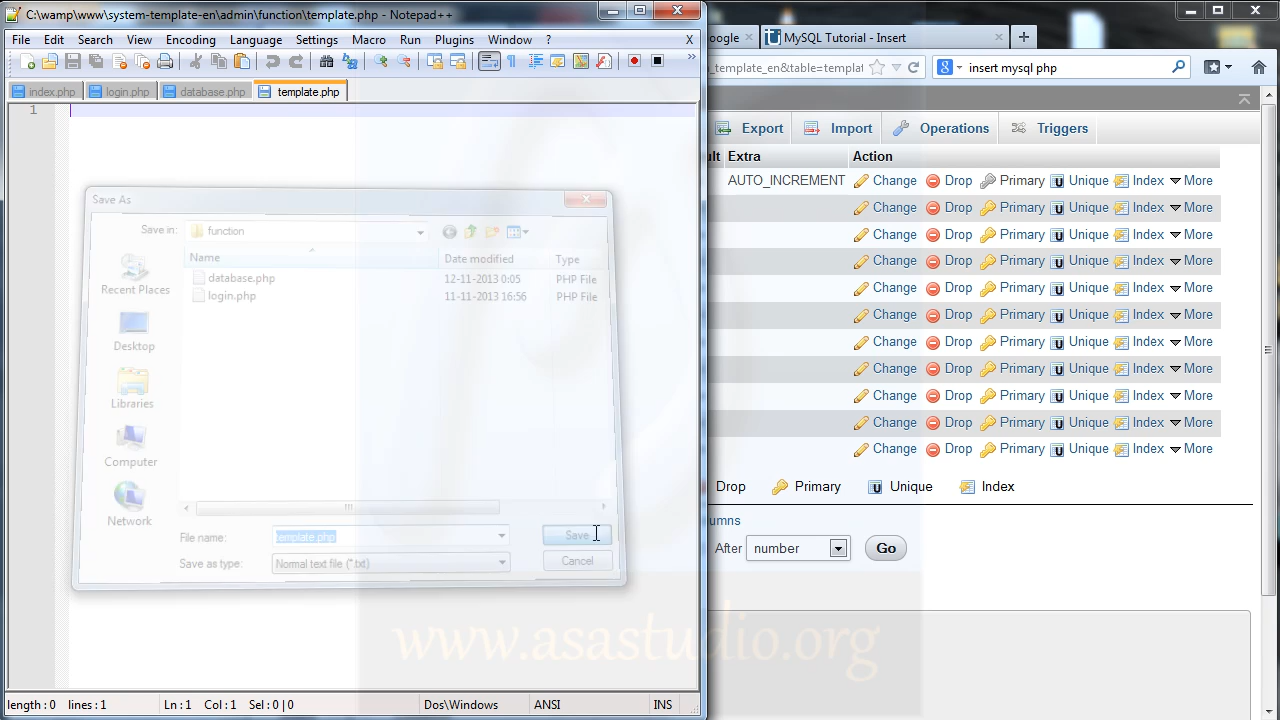 C:\wamp\www\system-template-en\admin\function\template.php - Notepad++
File Edit Search View Encoding Language Settings Macro Run Plugins Window ? X
index.php login.php database.php template.php
1
Save As
Save in: function
Name Date modified Type
database.php 12-11-2013 0:05 PHP File
login.php 11-11-2013 16:56 PHP File
Recent Places
Desktop
Libraries
Computer
Network
File name: template.php Save
Save as type: Normal text file (*.txt) Cancel
www.asastudio.org
length : 0 lines : 1 Ln : 1 Col : 1 Sel : 0 | 0 Dos\Windows ANSI INS
oogle MySQL Tutorial - Insert
_template_en&table=templat insert mysql php
Export Import Operations Triggers
ult Extra Action
AUTO_INCREMENT Change Drop Primary Unique Index More
Change Drop Primary Unique Index More
Change Drop Primary Unique Index More
Change Drop Primary Unique Index More
Change Drop Primary Unique Index More
Change Drop Primary Unique Index More
Change Drop Primary Unique Index More
Change Drop Primary Unique Index More
Change Drop Primary Unique Index More
Change Drop Primary Unique Index More
Change Drop Primary Unique Index More
Drop Primary Unique Index
umns
After number Go